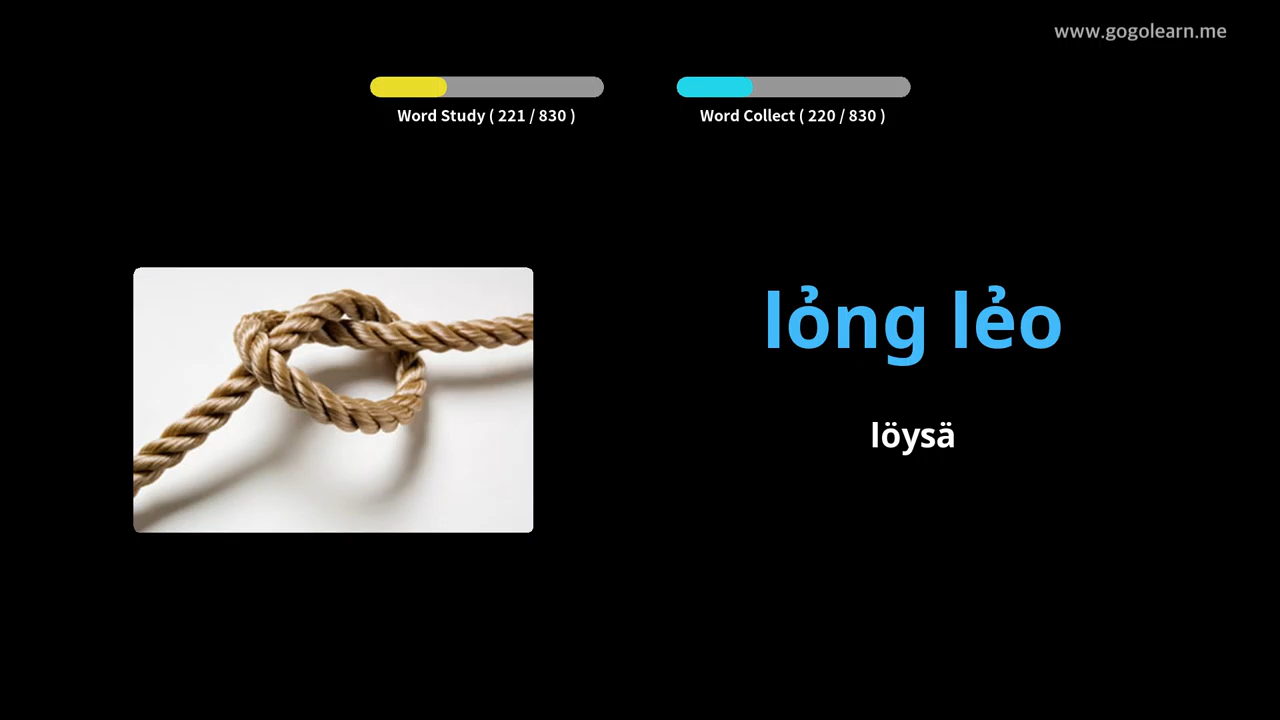 www.gogolearn.me
Word Study ( 221 / 830 )
Word Collect ( 220 / 830 )
lỏng lẻo
löysä